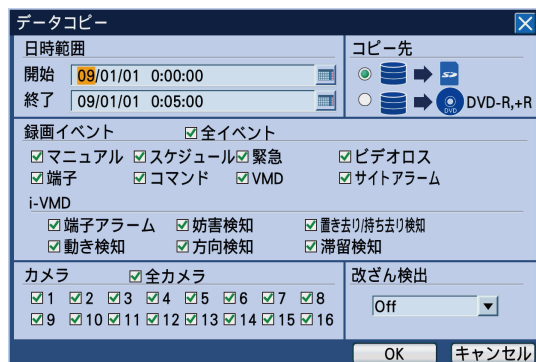 データコピー
日時範囲
コピー先
開始 09/01/01 0:00:00
終了 09/01/01 0:05:00
SD
DVD
DVD-R,+R
録画イベント 全イベント
マニュアル スケジュール 緊急 ビデオロス
端子 コマンド VMD サイトアラーム
i-VMD
端子アラーム 妨害検知 置き去り/持ち去り検知
動き検知 方向検知 滞留検知
カメラ 全カメラ
改ざん検出
1 2 3 4 5 6 7 8
9 10 11 12 13 14 15 16
Off
OK キャンセル